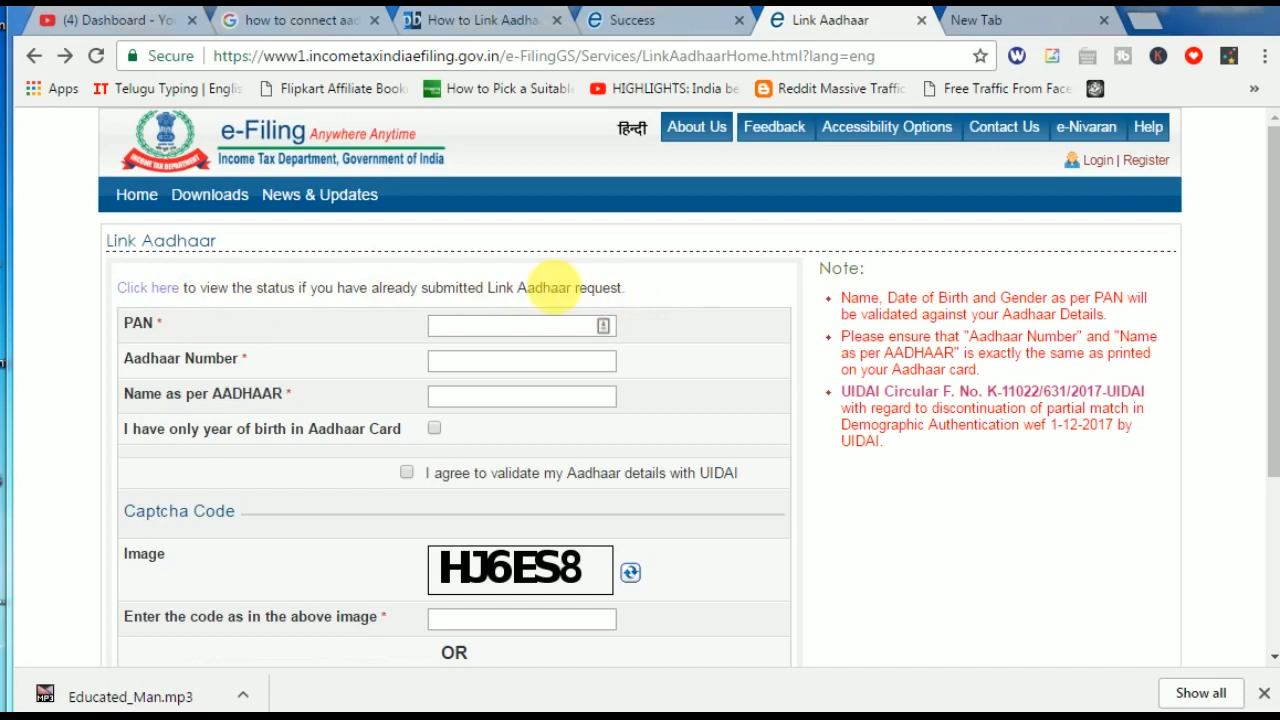 (4) Dashboard - Yo
how to connect aad
How to Link Aadha
Success
Link Aadhaar
New Tab
Secure https://www1.incometaxindiaefiling.gov.in/e-FilingGS/Services/LinkAadhaarHome.html?lang=eng
Apps
IT Telugu Typing | Englis
Flipkart Affiliate Boo
How to Pick a Suitabl
HIGHLIGHTS: India be
Reddit Massive Traffic
Free Traffic From Face
»
e-Filing Anywhere Anytime
Income Tax Department, Government of India
हिन्दी
About Us
Feedback
Accessibility Options
Contact Us
e-Nivaran
Help
Login | Register
Home Downloads News & Updates
Link Aadhaar
Click here to view the status if you have already submitted Link Aadhaar request.
PAN *
Aadhaar Number *
Name as per AADHAAR *
I have only year of birth in Aadhaar Card
I agree to validate my Aadhaar details with UIDAI
Captcha Code
Image
HJ6ES8
Enter the code as in the above image *
OR
Note:
Name, Date of Birth and Gender as per PAN will
be validated against your Aadhaar Details.
Please ensure that "Aadhaar Number" and "Name
as per AADHAAR" is exactly the same as printed
on your Aadhaar card.
UIDAI Circular F. No. K-11022/631/2017-UIDAI
with regard to discontinuation of partial match in
Demographic Authentication wef 1-12-2017 by
UIDAI.
MP3
Educated_Man.mp3
Show all